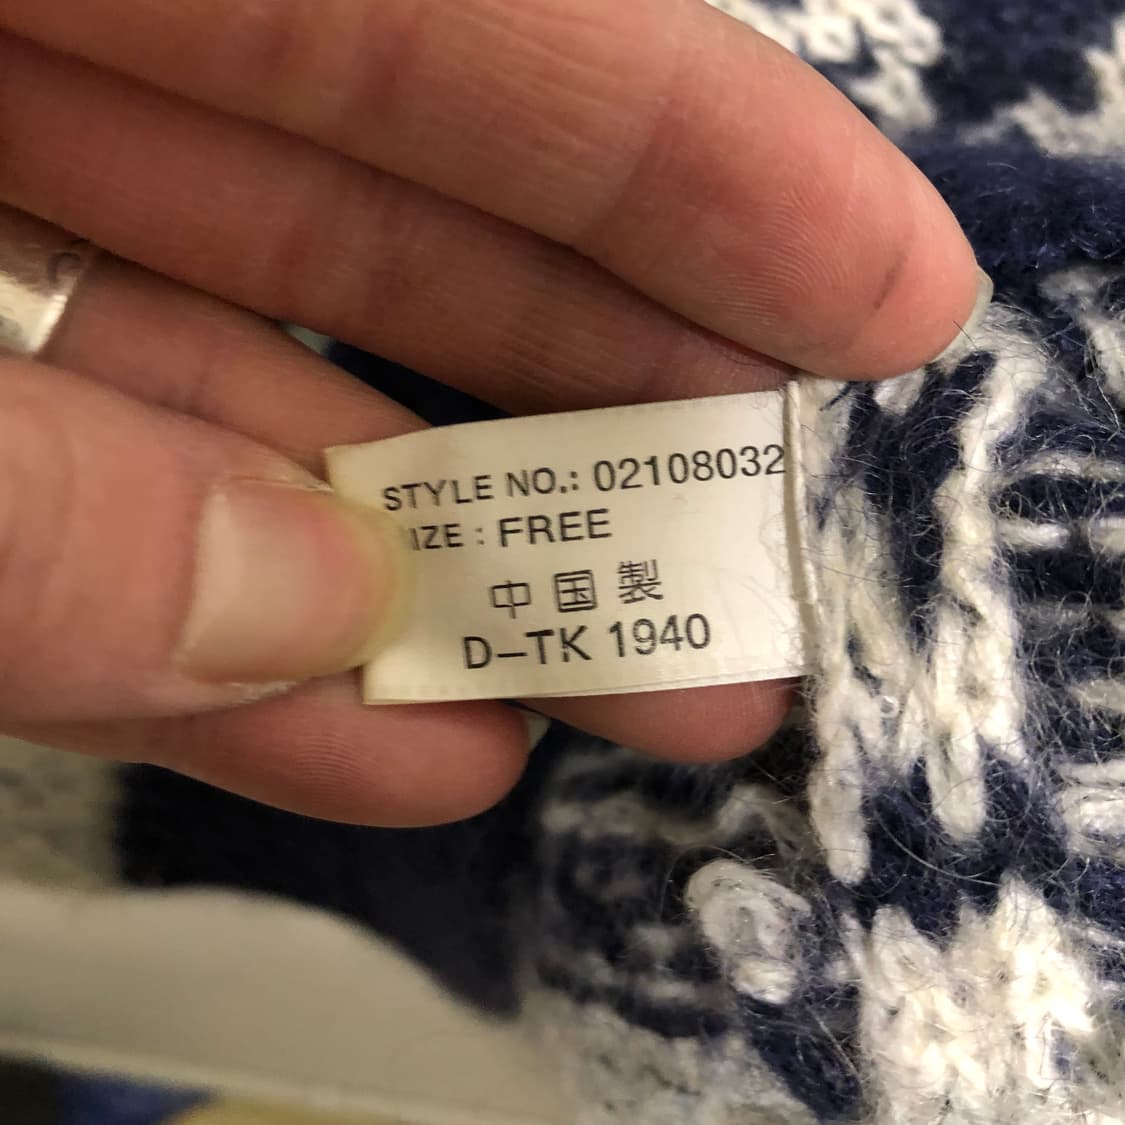 STYLE NO.: 02108032
IZE : FREE
中国製
D-TK 1940